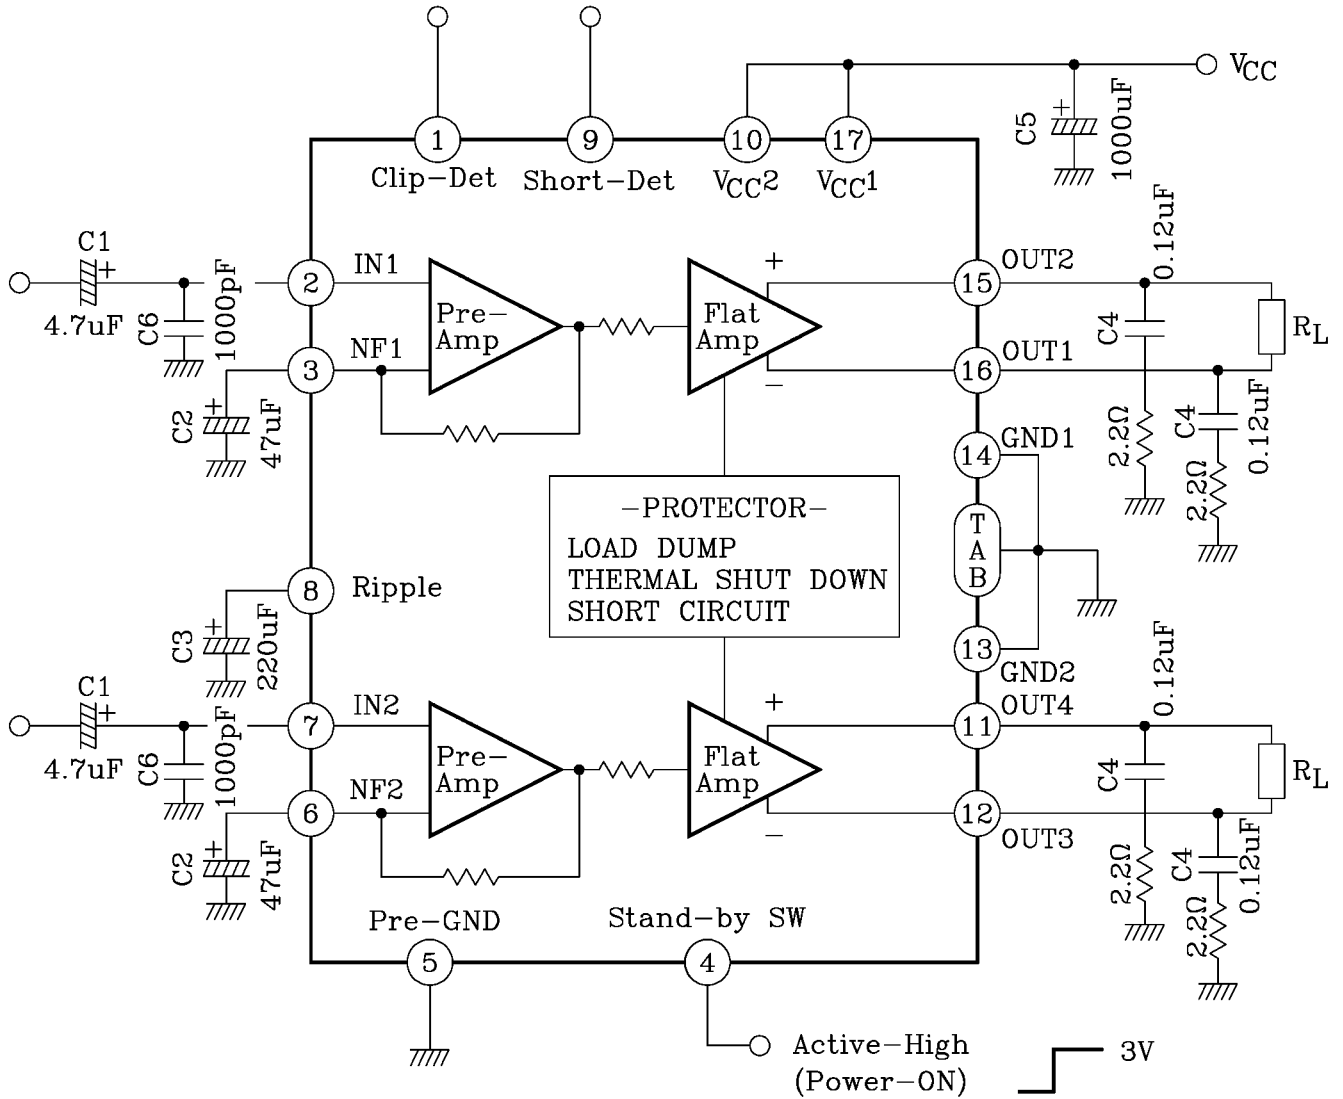 V_CC
1
9
10
17
Clip-Det
Short-Det
V_CC2
V_CC1
C5
+
1000uF
C1
+
4.7uF
C6
1000pF
2
IN1
Pre-
Amp
3
NF1
+
C2
47uF
Flat
Amp
+
-
15
OUT2
16
OUT1
0.12uF
C4
2.2Ω
C4
0.12uF
2.2Ω
R_L
14
GND1
T
A
B
13
GND2
-PROTECTOR-
LOAD DUMP
THERMAL SHUT DOWN
SHORT CIRCUIT
8
Ripple
+
C3
220uF
C1
+
4.7uF
C6
1000pF
7
IN2
Pre-
Amp
6
NF2
+
C2
47uF
Flat
Amp
+
-
OUT4
11
12
OUT3
0.12uF
C4
2.2Ω
C4
0.12uF
2.2Ω
R_L
Pre-GND
5
Stand-by SW
4
Active-High
(Power-ON)
3V